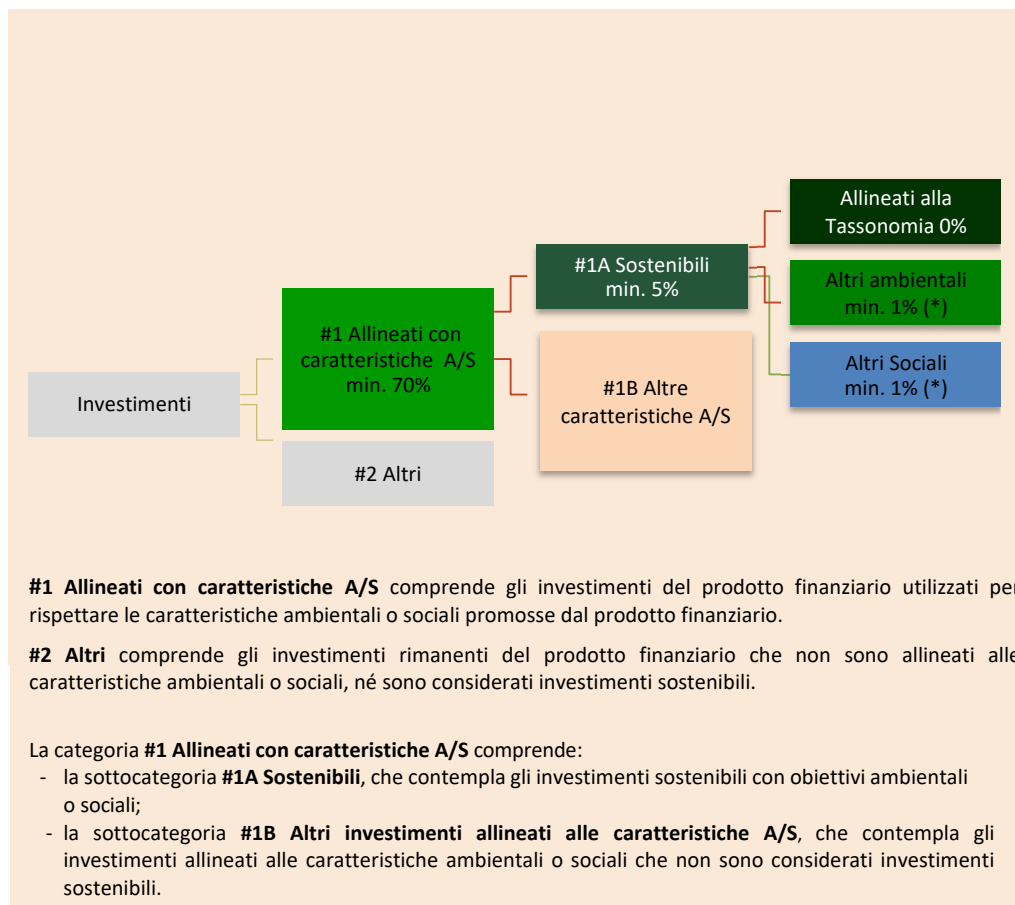 Allineati alla
Tassonomia 0%
#1A Sostenibili
min. 5%
Altri ambientali
min. 1% (*)
#1 Allineati con
caratteristiche A/S
min. 70%
Altri Sociali
min. 1% (*)
Investimenti
#1B Altre
caratteristiche A/S
#2 Altri
#1 Allineati con caratteristiche A/S comprende gli investimenti del prodotto finanziario utilizzati per
rispettare le caratteristiche ambientali o sociali promosse dal prodotto finanziario.
#2 Altri comprende gli investimenti rimanenti del prodotto finanziario che non sono allineati alle
caratteristiche ambientali o sociali, né sono considerati investimenti sostenibili.
La categoria #1 Allineati con caratteristiche A/S comprende:
- la sottocategoria #1A Sostenibili, che contempla gli investimenti sostenibili con obiettivi ambientali
o sociali;
- la sottocategoria #1B Altri investimenti allineati alle caratteristiche A/S, che contempla gli
investimenti allineati alle caratteristiche ambientali o sociali che non sono considerati investimenti
sostenibili.